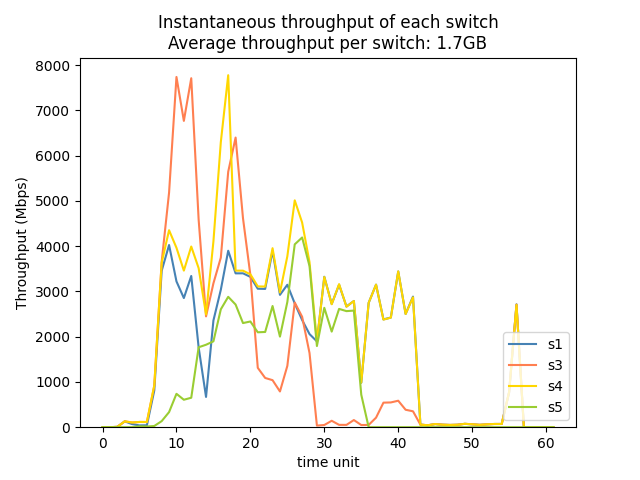 Instantaneous throughput of each switch
Average throughput per switch: 1.7GB
Throughput (Mbps)
8000
7000
6000
5000
4000
3000
2000
1000
0
0 10 20 30 40 50 60
time unit
s1
s3
s4
s5